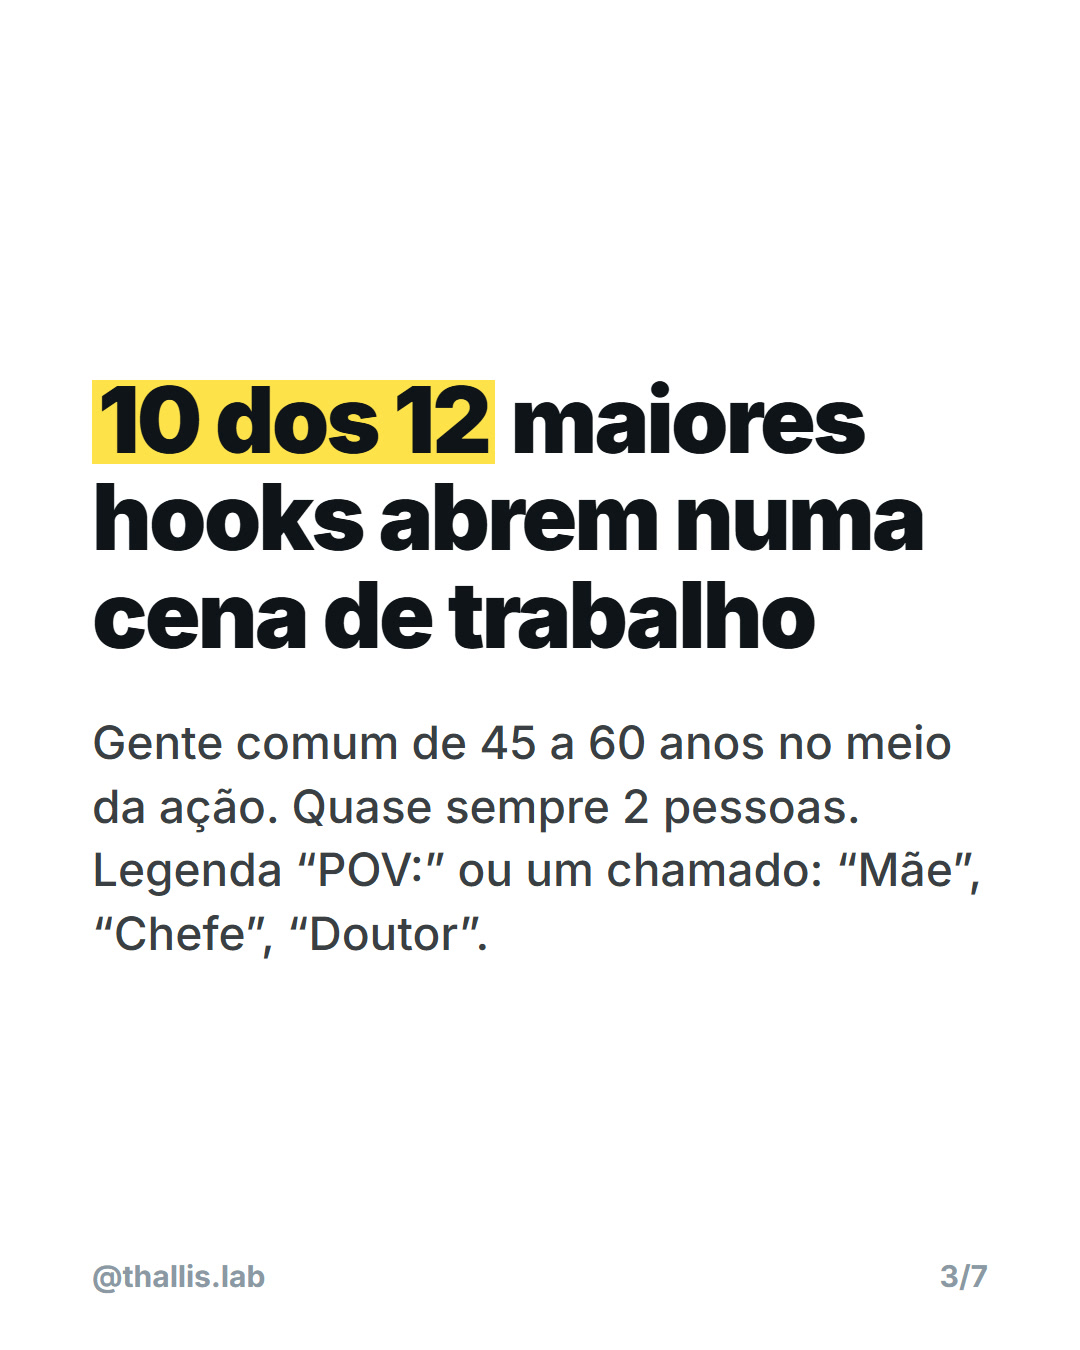 10 dos 12 maiores
hooks abrem numa
cena de trabalho
Gente comum de 45 a 60 anos no meio
da ação. Quase sempre 2 pessoas.
Legenda “POV:” ou um chamado: “Mãe”,
“Chefe”, “Doutor”.
@thallis.lab
3/7